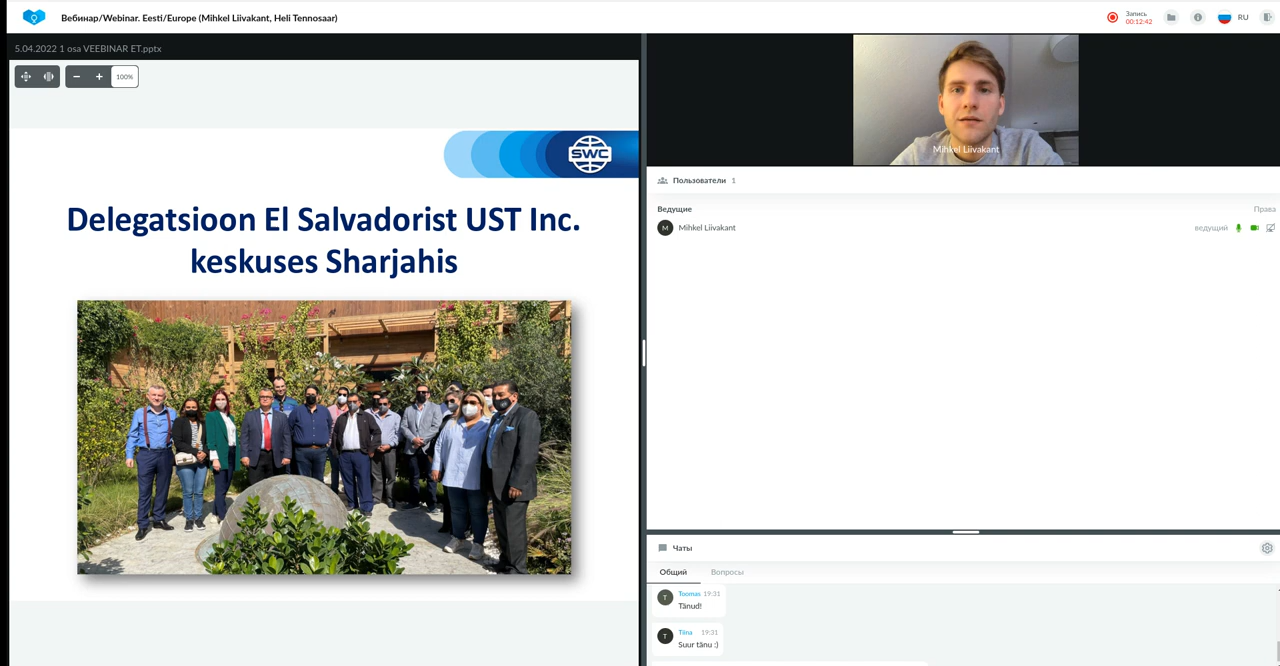 Вебинар/Webinar. Eesti/Europe (Mihkel Liivakant, Heli Tennosaar)
Запись
00:12:42
RU
5.04.2022 1 osa VEEBINAR ET.pptx
100%
SWC
Delegatsioon El Salvadorist UST Inc.
keskuses Sharjahis
Mihkel Liivakant
Пользователи 1
Ведущие
Права
M
Mihkel Liivakant
ведущий
Чаты
Общий
Вопросы
T
Toomas 19:31
Tänud!
T
Tiina 19:31
Suur tänu :)